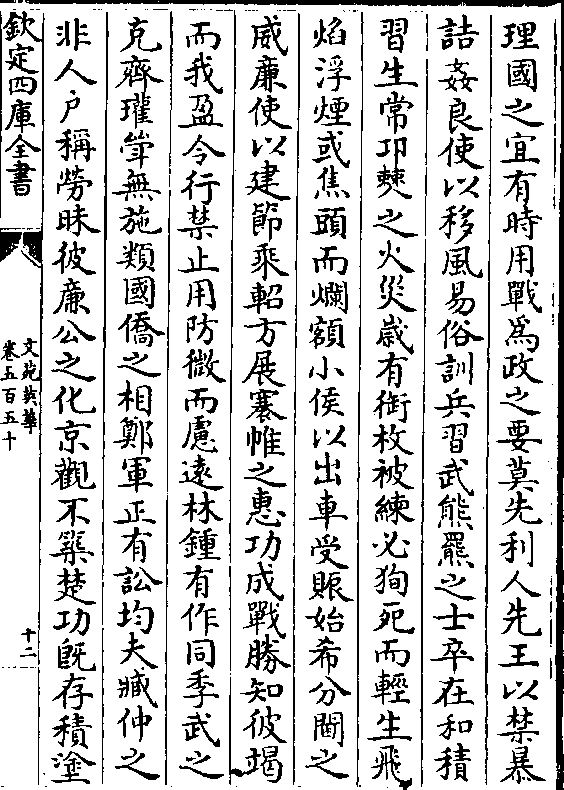 理國之宜有時用戰為政之要莫先利人先王以禁暴
詰姦良使以移風易俗訓兵習武熊羆之士卒在和積
習生常邛僰之火災歲有銜枚被練必狥死而輕生飛
焰浮煙或焦頭而爛額小侯以出車受賑始希分閫之
威廉使以建節乘軺方展褰帷之惠功成戰勝知彼竭
而我盈令行禁止用防微而慮遠林鍾有作同季武之
克齊瓘斚無施類國僑之相鄭軍正有訟均夫臧仲之
非人戶稱勞昧彼廉公之化京觀不築楚功既存積塗
欽定四庫全書
文苑英華
卷五百五十
十二